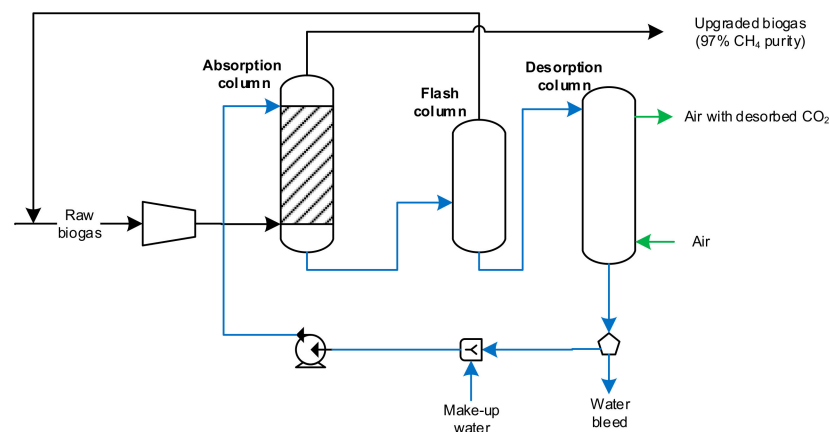 Upgraded biogas
(97% CH₄ purity)
Absorption
column
Flash
column
Desorption
column
Air with desorbed CO₂
Raw
biogas
Air
Make-up
water
Water
bleed